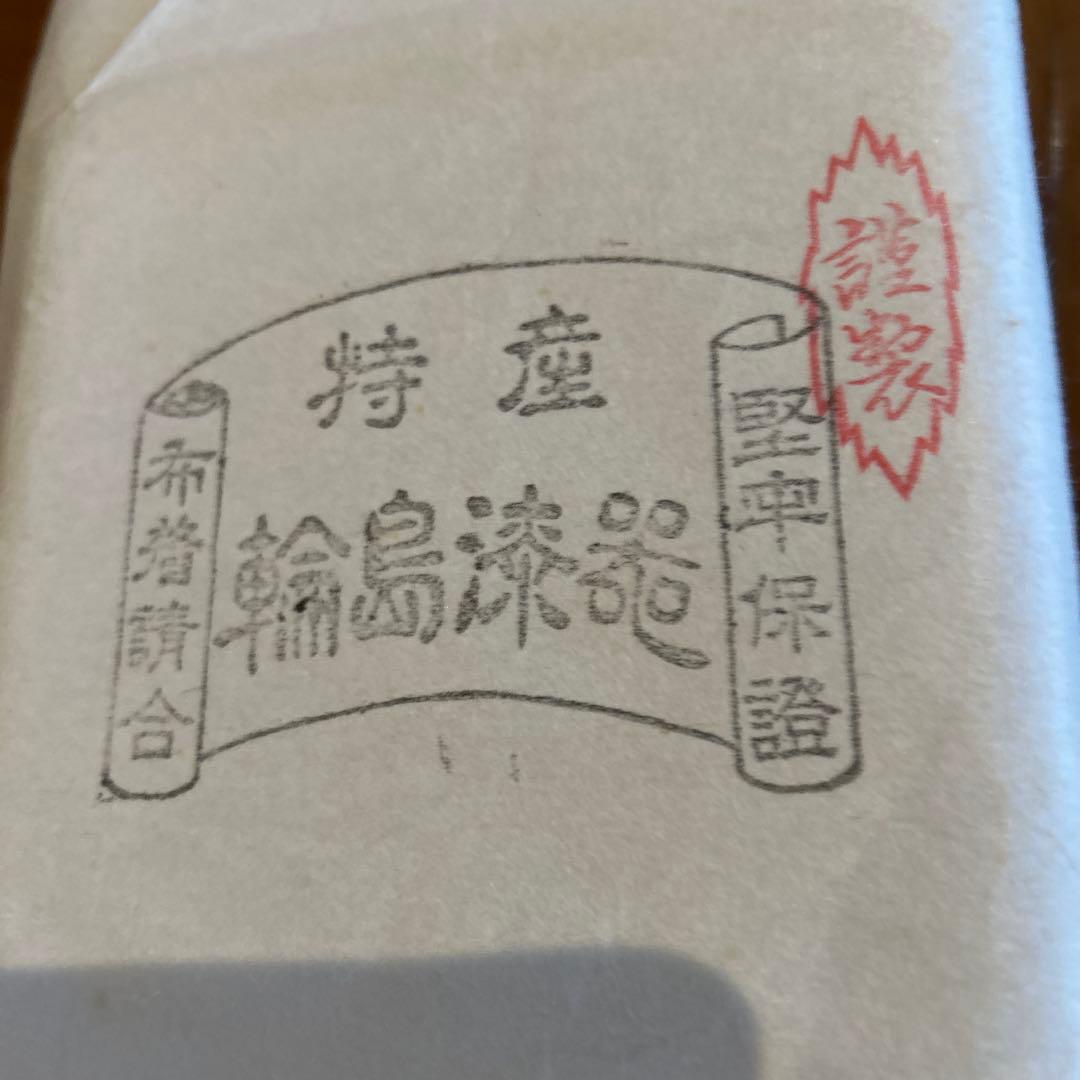 特産
輪島漆器
堅牢保證
布着請合
謹製